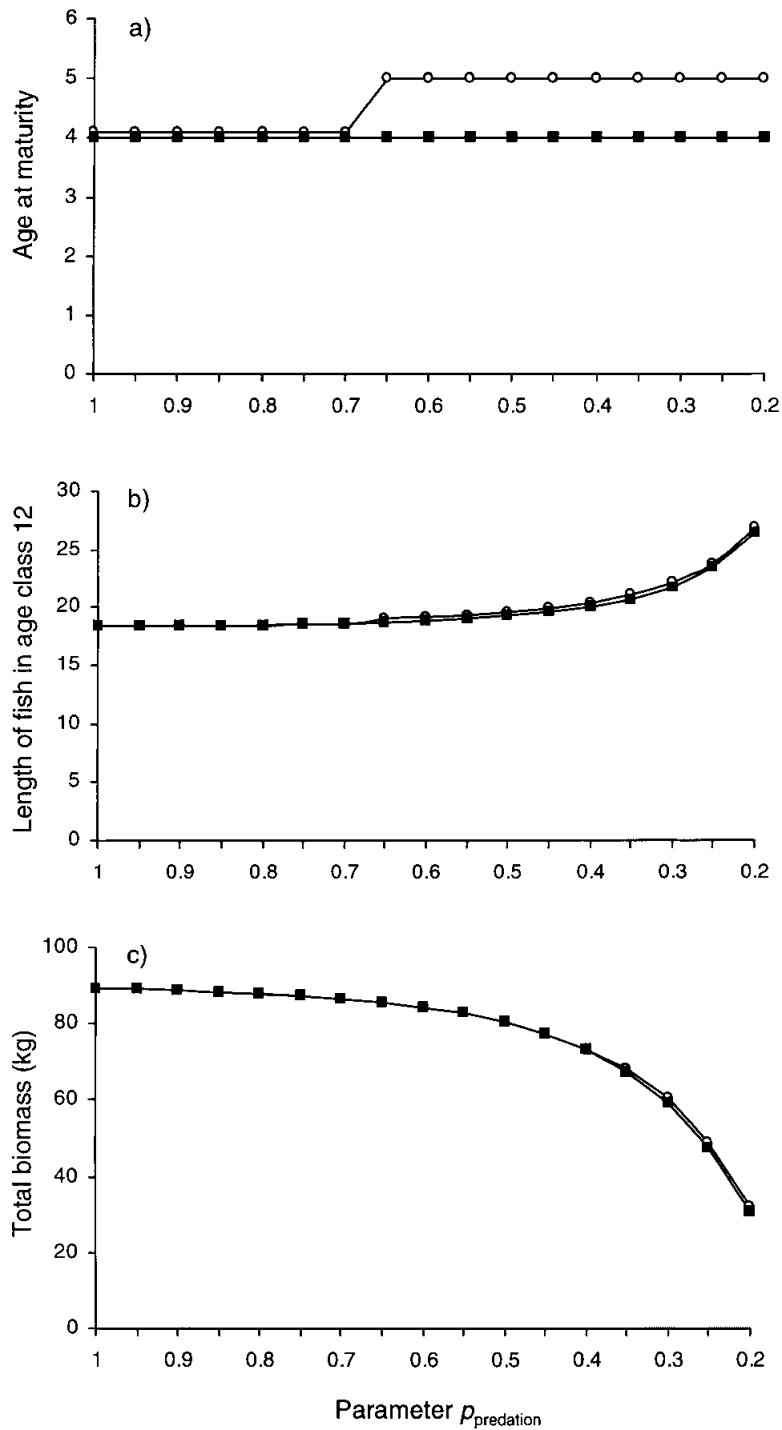 a)
Age at maturity
6
5
4
3
2
1
0
1 0.9 0.8 0.7 0.6 0.5 0.4 0.3 0.2
b)
Length of fish in age class 12
30
25
20
15
10
5
0
1 0.9 0.8 0.7 0.6 0.5 0.4 0.3 0.2
c)
Total biomass (kg)
100
80
60
40
20
0
1 0.9 0.8 0.7 0.6 0.5 0.4 0.3 0.2
Parameter p predation